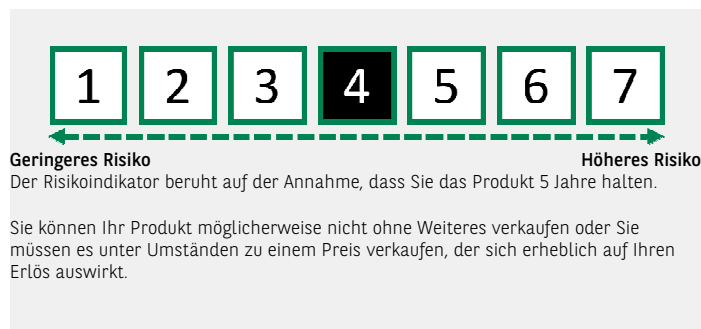 1 2 3 4 5 6 7
Geringeres Risiko Höheres Risiko
Der Risikoindikator beruht auf der Annahme, dass Sie das Produkt 5 Jahre halten.
Sie können Ihr Produkt möglicherweise nicht ohne Weiteres verkaufen oder Sie
müssen es unter Umständen zu einem Preis verkaufen, der sich erheblich auf Ihren
Erlös auswirkt.